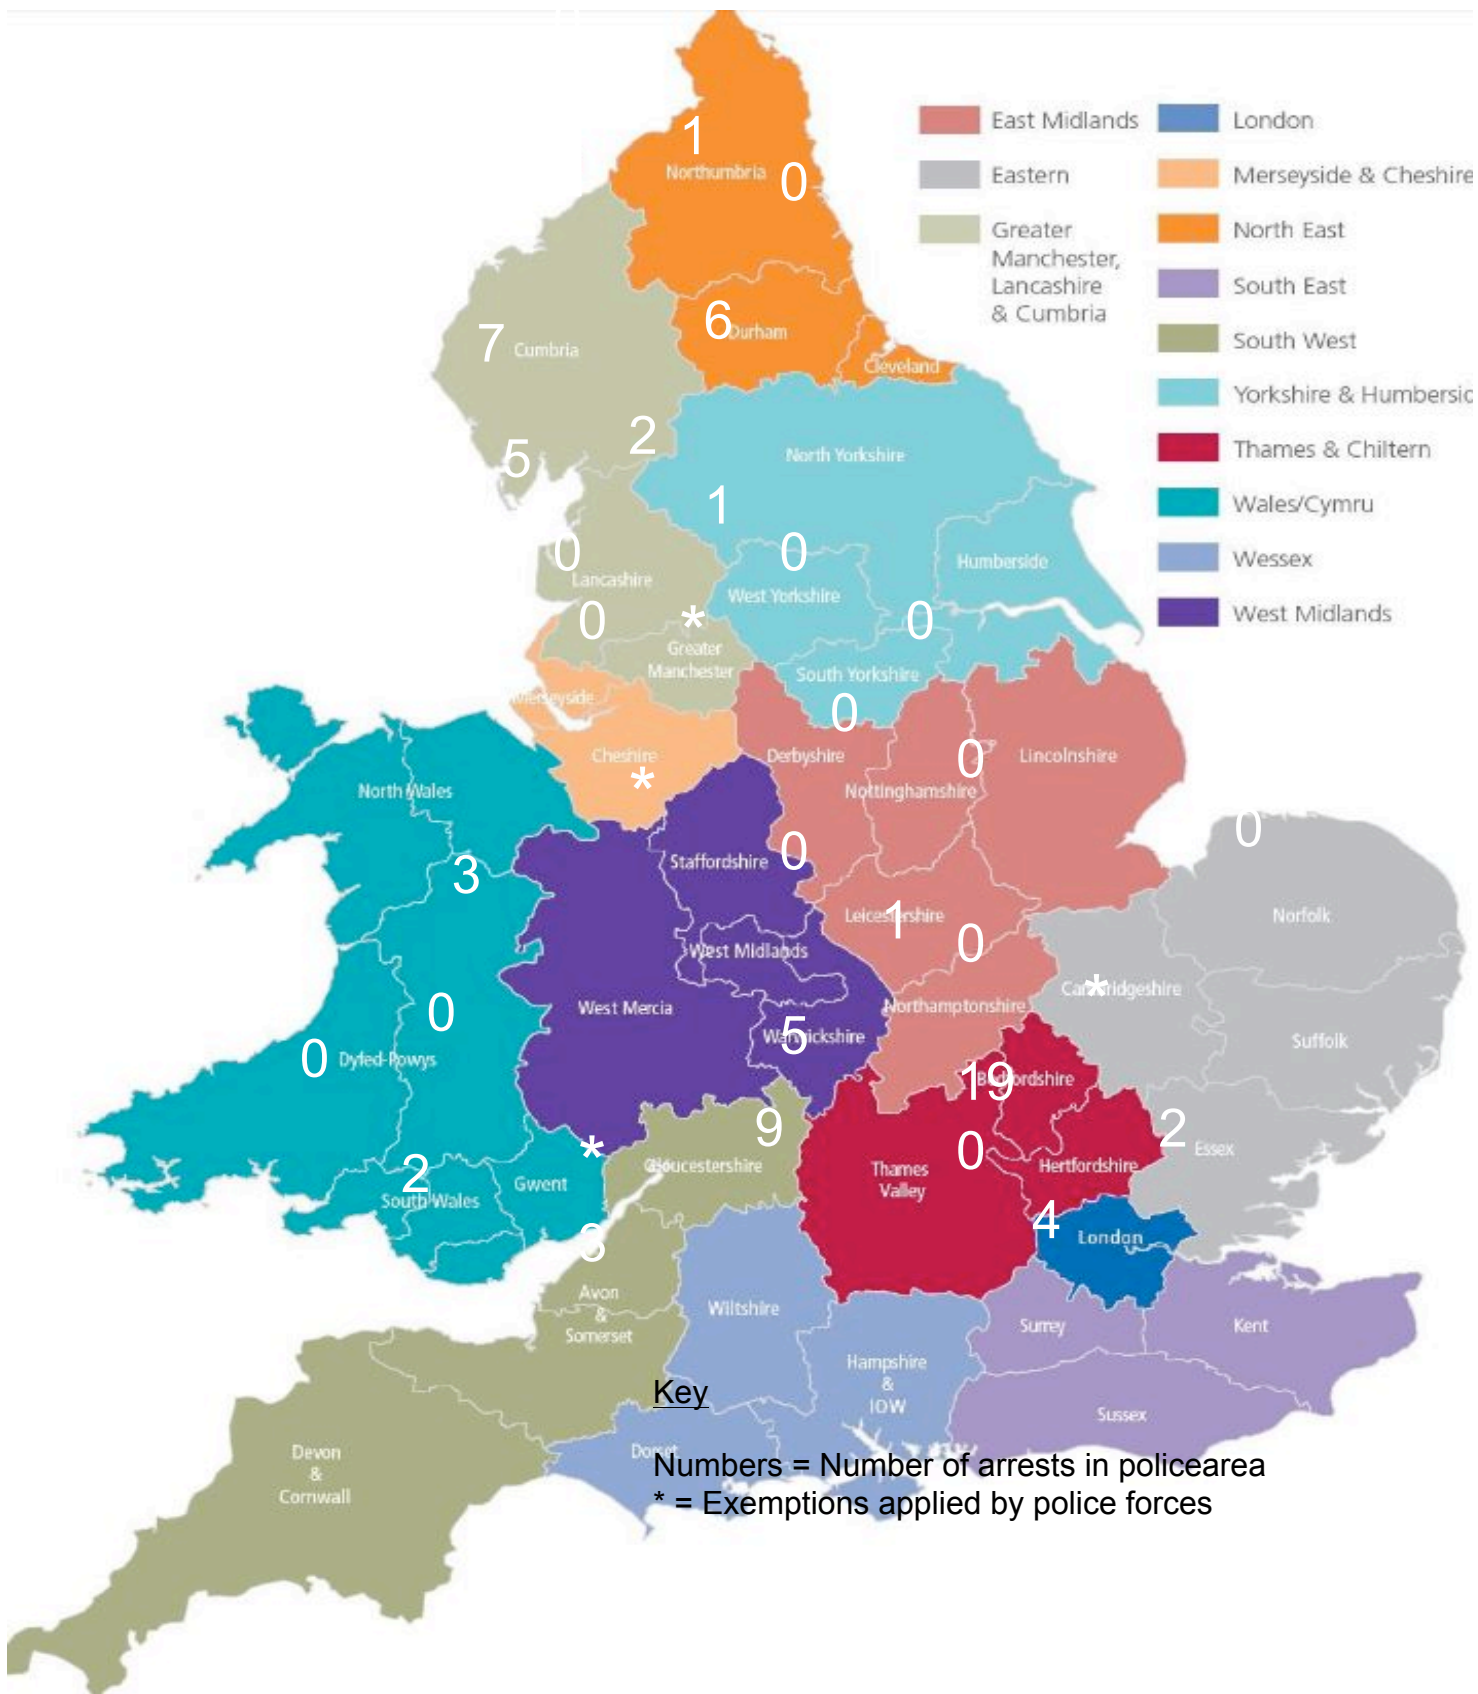 East Midlands
Eastern
Greater
Manchester,
Lancashire
& Cumbria
London
Merseyside & Cheshire
North East
South East
South West
Yorkshire & Humbersid
Thames & Chiltern
Wales/Cymru
Wessex
West Midlands
1
Northumbria
0
6
Durham
Cleveland
7
Cumbria
2
5
North Yorkshire
1
0
0
Humberside
Lancashire
West Yorkshire
0
*
0
Greater
Manchester
South Yorkshire
Merseyside
0
Cheshire
Derbyshire
0
Lincolnshire
*
North Wales
Nottinghamshire
0
3
Staffordshire
0
Leicestershire
1
Norfolk
0
West Midlands
Cambridgeshire
*
West Mercia
Northamptonshire
0
5
Warwickshire
Suffolk
0
Dyfed-Powys
19
Bedfordshire
9
2
Essex
*
0
Gloucestershire
Thames
Valley
Hertfordshire
2
South Wales
Gwent
4
London
Avon
&
Somerset
Wiltshire
Surrey
Kent
Hampshire
&
IOW
Key
Sussex
Devon
&
Cornwall
Dorset
Numbers = Number of arrests in policearea
* = Exemptions applied by police forces